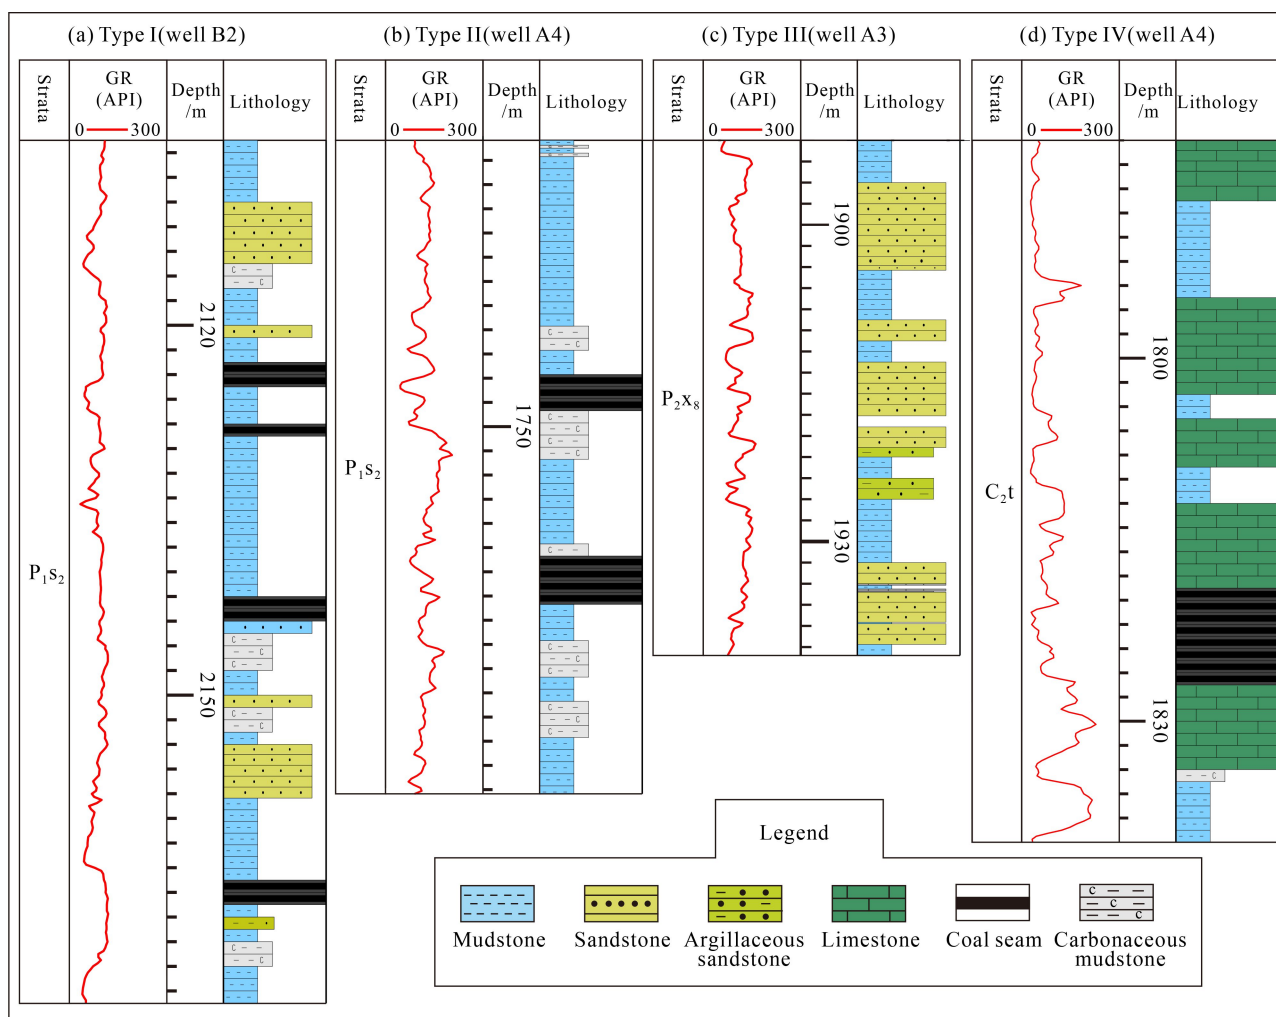 (a) Type I(well B2)
Strata
GR
(API)
0 300
Depth
/m
Lithology
P₁s₂
2120
2150
(b) Type II(well A4)
Strata
GR
(API)
0 300
Depth
/m
Lithology
P₁s₂
1750
(c) Type III(well A3)
Strata
GR
(API)
0 300
Depth
/m
Lithology
P₂x₈
1900
1930
(d) Type IV(well A4)
Strata
GR
(API)
0 300
Depth
/m
Lithology
C₂t
1800
1830
Legend
Mudstone
Sandstone
Argillaceous
sandstone
Limestone
Coal seam
Carbonaceous
mudstone